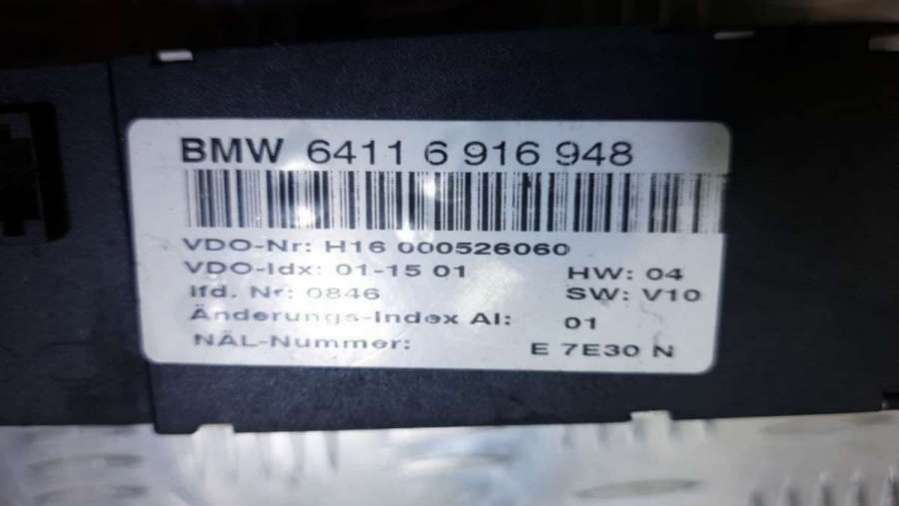 BMW 6411 6 916 948
VDO-Nr: H16 000526060
VDO-Idx: 01-15 01 HW: 04
lfd. Nr: 0846 SW: V10
Änderungs-Index AI: 01
NÄL-Nummer: E 7E30 N